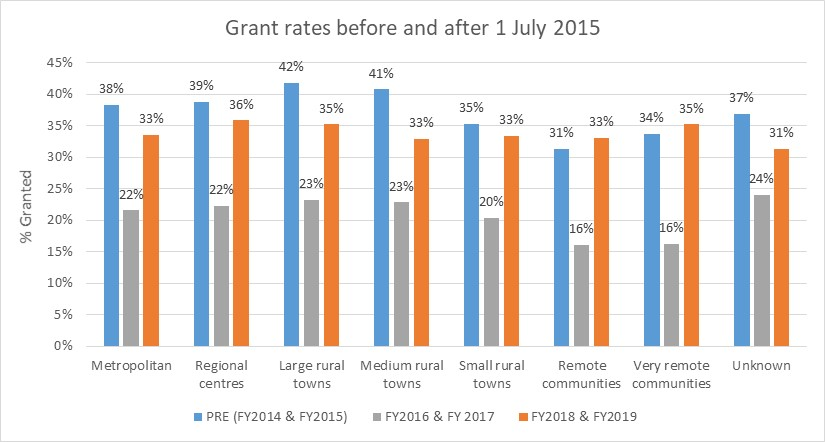 Grant rates before and after 1 July 2015
% Granted
45%
40%
35%
30%
25%
20%
15%
10%
5%
0%
38% 22% 33%
39% 22% 36%
42% 23% 35%
41% 23% 33%
35% 20% 33%
31% 16% 33%
34% 16% 35%
37% 24% 31%
Metropolitan
Regional
centres
Large rural
towns
Medium rural
towns
Small rural
towns
Remote
communities
Very remote
communities
Unknown
PRE (FY2014 & FY2015) FY2016 & FY 2017 FY2018 & FY2019